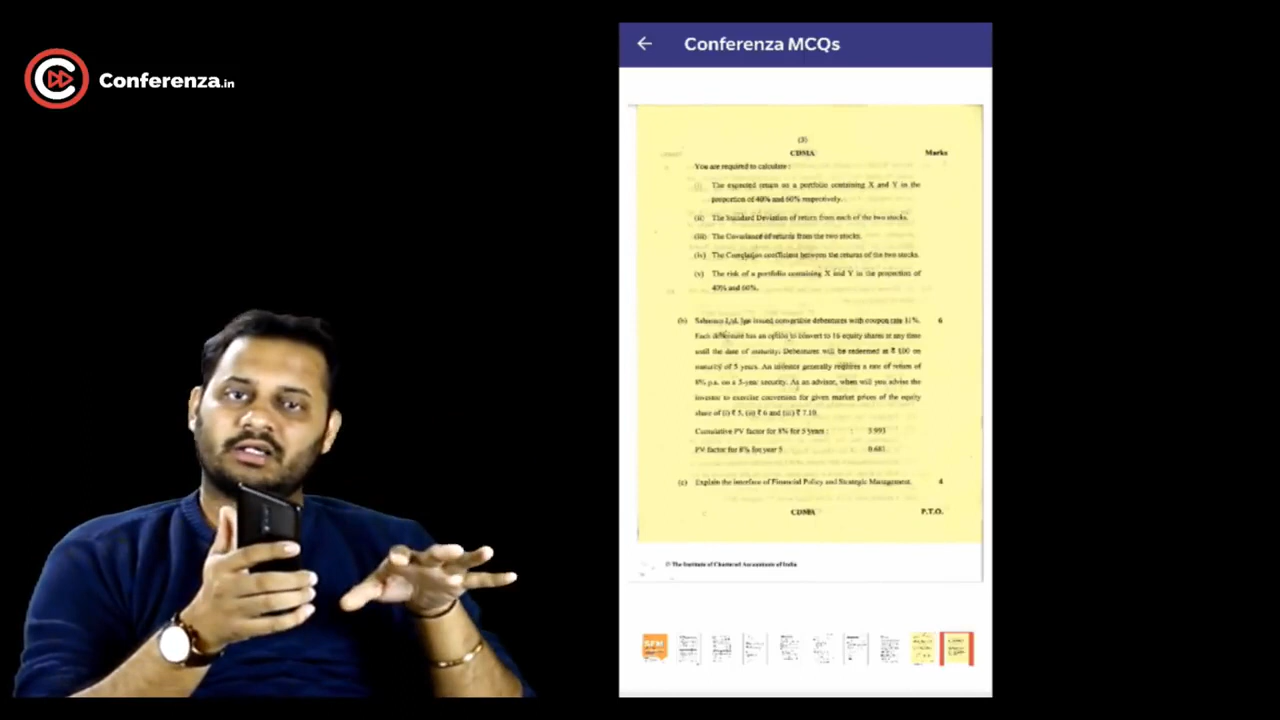 Conferenza.in
Conferenza MCQs
(3)
CDMA
Marks
You are required to calculate :
(i) The expected return on a portfolio containing X and Y in the
proportion of 40% and 60% respectively.
(ii) The Standard Deviation of return from each of the two stocks.
(iii) The Covariance of returns from the two stocks.
(iv) The Correlation coefficient between the returns of the two stocks.
(v) The risk of a portfolio containing X and Y in the proportion of
40% and 60%.
(b) Ltd. has issued convertible debentures with coupon rate 11%. 6
Each debenture has an option to convert to 16 equity shares at any time
until the date of maturity. Debentures will be redeemed at ₹ 100 on
maturity of 5 years. An investor generally requires a rate of return of
8% p.a. on a 5-year security. As an advisor, when will you advise the
investor to exercise conversion for given market prices of the equity
share of (i) ₹ 5, (ii) ₹ 6 and (iii) ₹ 7.10.
Cumulative PV factor for 8% for 5 years : : 3.993
PV factor for 8% for year 5 : 0.681
(c) Explain the interface of Financial Policy and Strategic Management. 4
CDMA
P.T.O.
© The Institute of Chartered Accountants of India